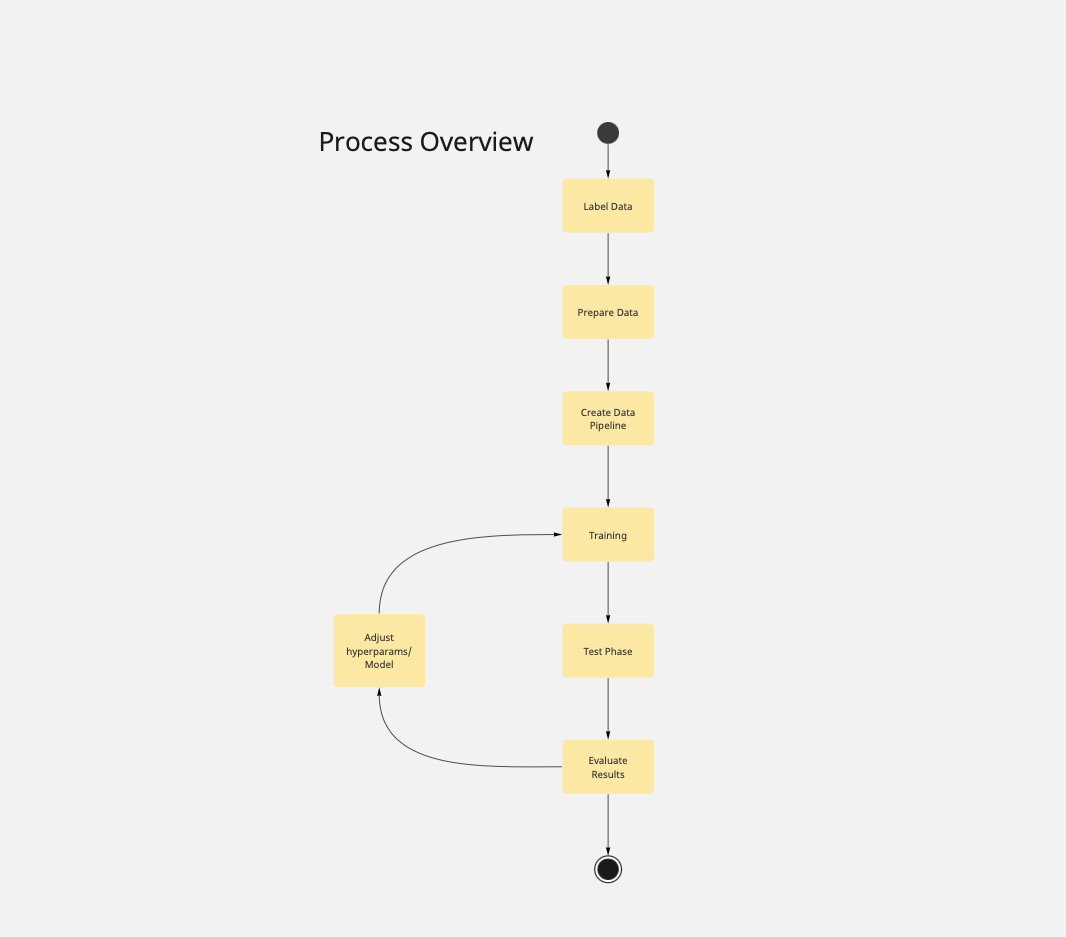 Process Overview
Label Data
Prepare Data
Create Data
Pipeline
Training
Adjust
hyperparams/
Model
Test Phase
Evaluate
Results